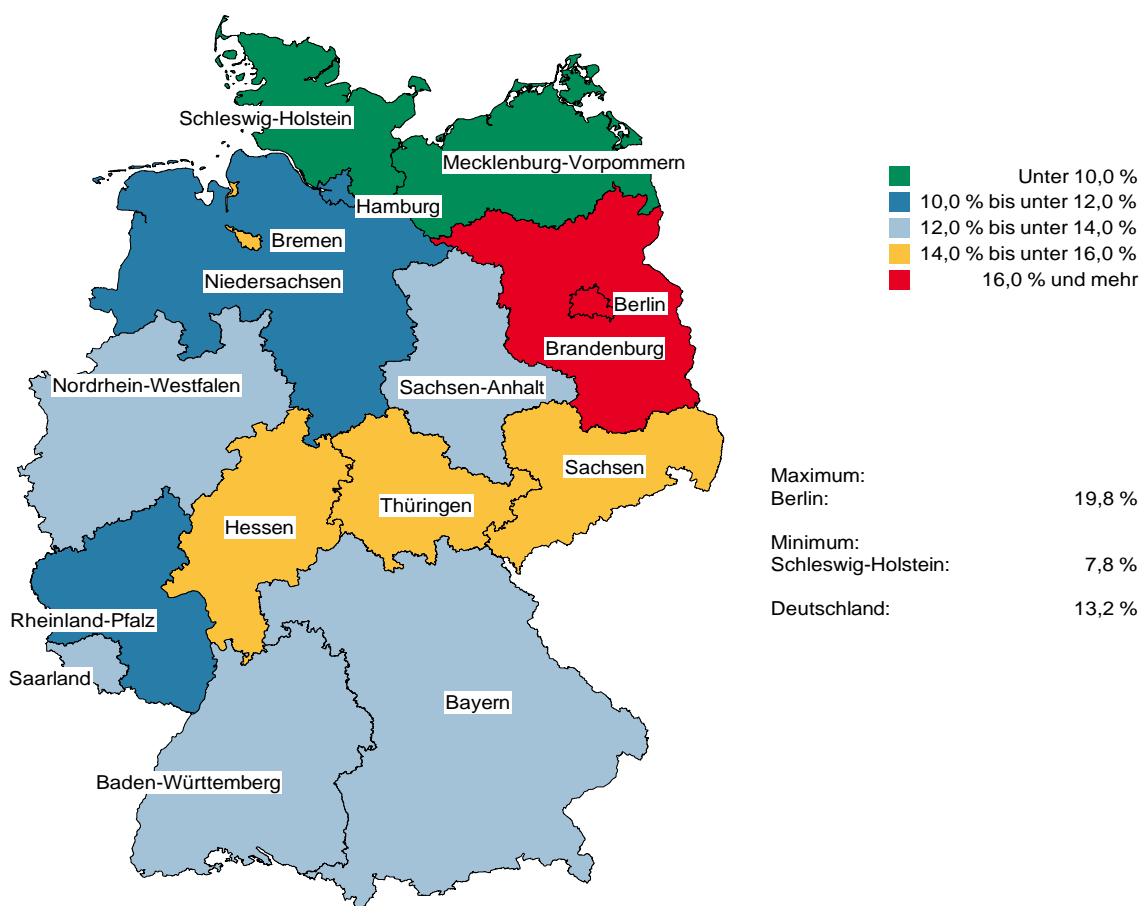 Schleswig-Holstein
Mecklenburg-Vorpommern
Hamburg
Bremen
Niedersachsen
Berlin
Brandenburg
Nordrhein-Westfalen
Sachsen-Anhalt
Sachsen
Thüringen
Hessen
Rheinland-Pfalz
Saarland
Bayern
Baden-Württemberg
Unter 10,0 %
10,0 % bis unter 12,0 %
12,0 % bis unter 14,0 %
14,0 % bis unter 16,0 %
16,0 % und mehr
Maximum:
Berlin: 19,8 %
Minimum:
Schleswig-Holstein: 7,8 %
Deutschland: 13,2 %